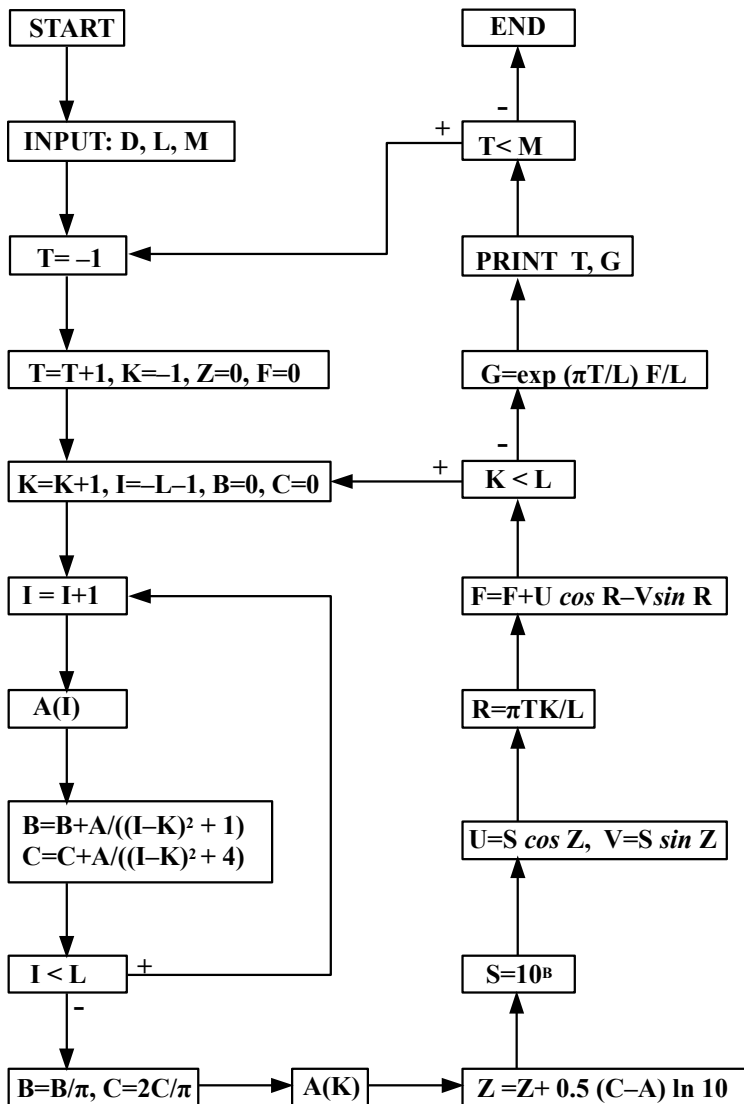 START
INPUT: D, L, M
T= –1
T=T+1, K=–1, Z=0, F=0
K=K+1, I=–L–1, B=0, C=0
I = I+1
A(I)
B=B+A/((I–K)² + 1)
C=C+A/((I–K)² + 4)
I < L
+
-
B=B/π, C=2C/π
A(K)
Z =Z+ 0.5 (C–A) ln 10
S=10ᴮ
U=S cos Z, V=S sin Z
R=πTK/L
F=F+U cos R–Vsin R
K < L
+
-
G=exp (πT/L) F/L
PRINT T, G
T< M
+
-
END